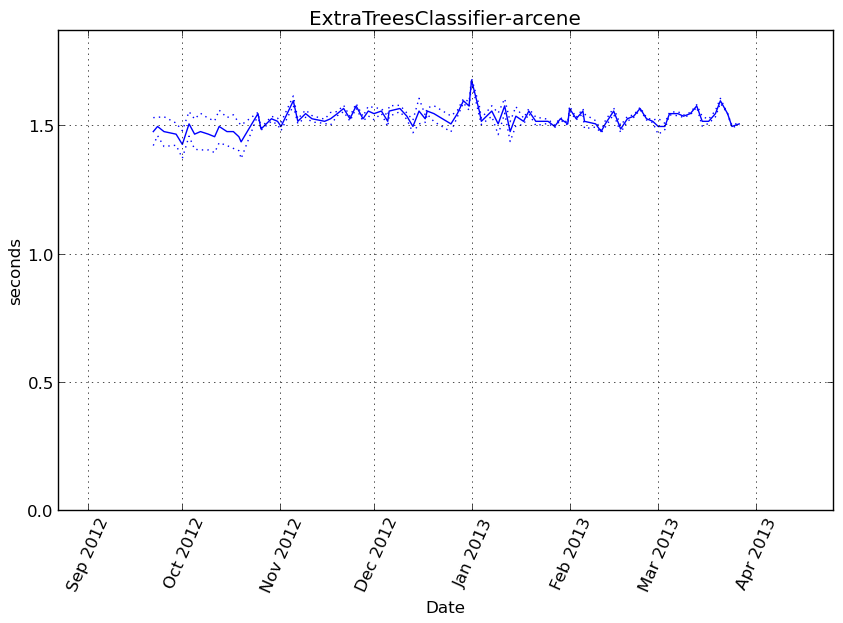 ExtraTreesClassifier-arcene
1.5
1.0
0.5
0.0
seconds
Sep 2012
Oct 2012
Nov 2012
Dec 2012
Jan 2013
Feb 2013
Mar 2013
Apr 2013
Date